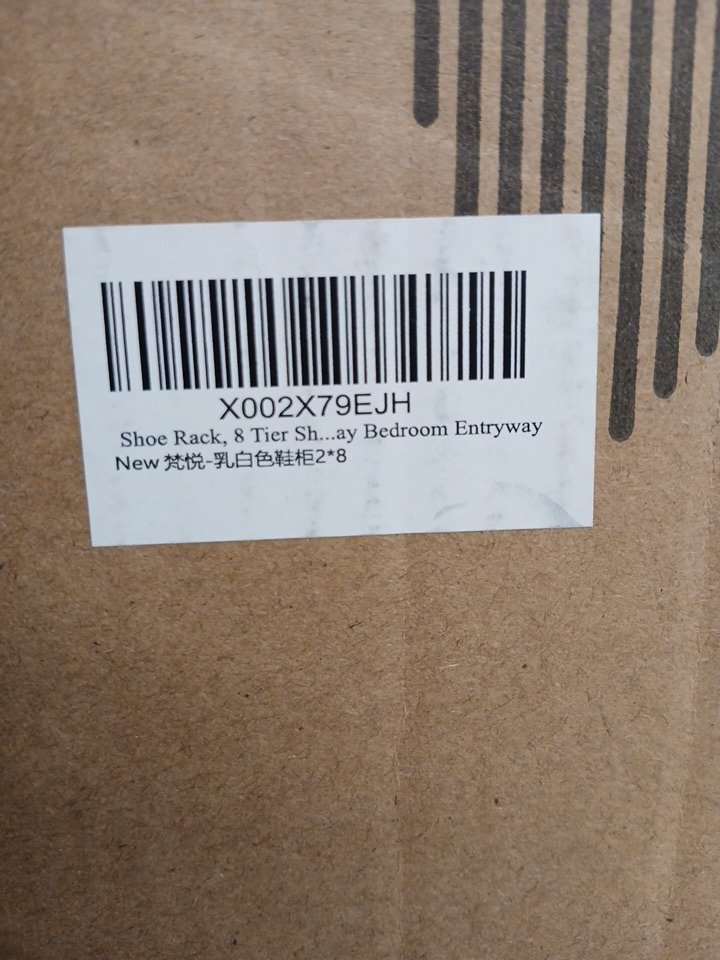 X002X79EJH
Shoe Rack, 8 Tier Sh...ay Bedroom Entryway
New 梵悦-乳白色鞋柜2*8